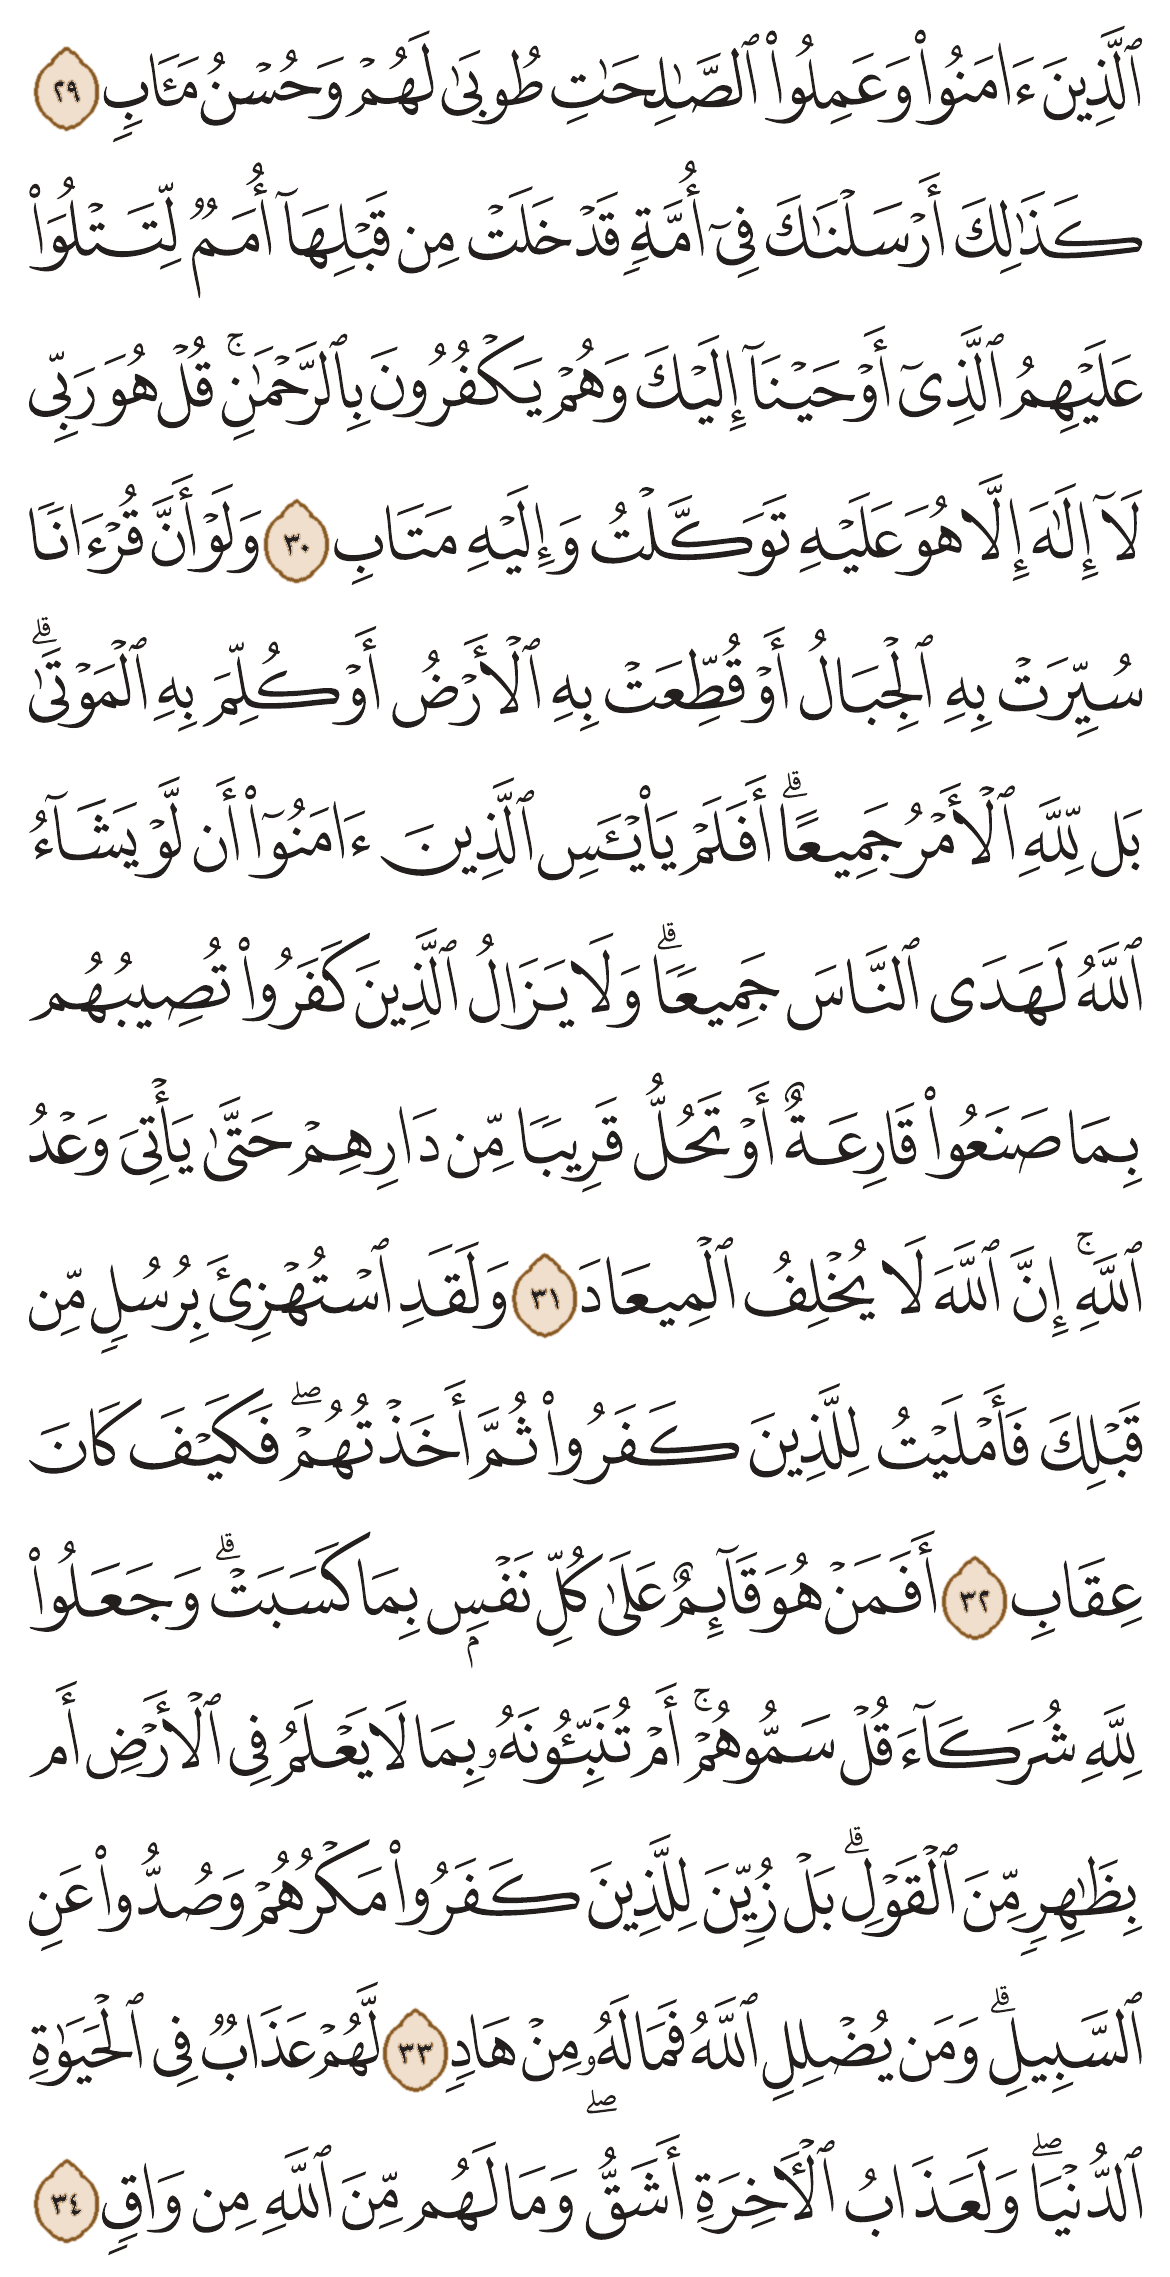 ٱلَّذِينَ ءَامَنُوا۟ وَعَمِلُوا۟ ٱلصَّـٰلِحَـٰتِ طُوبَىٰ لَهُمْ وَحُسْنُ مَـَٔابٍ ٢٩
كَذَٰلِكَ أَرْسَلْنَـٰكَ فِىٓ أُمَّةٍ قَدْ خَلَتْ مِن قَبْلِهَآ أُمَمٌ لِّتَتْلُوَا۟
عَلَيْهِمُ ٱلَّذِىٓ أَوْحَيْنَآ إِلَيْكَ وَهُمْ يَكْفُرُونَ بِٱلرَّحْمَـٰنِ ۚ قُلْ هُوَ رَبِّى
لَآ إِلَـٰهَ إِلَّا هُوَ عَلَيْهِ تَوَكَّلْتُ وَإِلَيْهِ مَتَابِ ٣٠ وَلَوْ أَنَّ قُرْءَانًا
سُيِّرَتْ بِهِ ٱلْجِبَالُ أَوْ قُطِّعَتْ بِهِ ٱلْأَرْضُ أَوْ كُلِّمَ بِهِ ٱلْمَوْتَىٰ ۗ
بَل لِّلَّهِ ٱلْأَمْرُ جَمِيعًا ۗ أَفَلَمْ يَا۟يْـَٔسِ ٱلَّذِينَ ءَامَنُوٓا۟ أَن لَّوْ يَشَآءُ
ٱللَّهُ لَهَدَى ٱلنَّاسَ جَمِيعًا ۗ وَلَا يَزَالُ ٱلَّذِينَ كَفَرُوا۟ تُصِيبُهُم
بِمَا صَنَعُوا۟ قَارِعَةٌ أَوْ تَحُلُّ قَرِيبًا مِّن دَارِهِمْ حَتَّىٰ يَأْتِىَ وَعْدُ
ٱللَّهِ ۚ إِنَّ ٱللَّهَ لَا يُخْلِفُ ٱلْمِيعَادَ ٣١ وَلَقَدِ ٱسْتُهْزِئَ بِرُسُلٍ مِّن
قَبْلِكَ فَأَمْلَيْتُ لِلَّذِينَ كَفَرُوا۟ ثُمَّ أَخَذْتُهُمْ ۖ فَكَيْفَ كَانَ
عِقَابِ ٣٢ أَفَمَنْ هُوَ قَآئِمٌ عَلَىٰ كُلِّ نَفْسٍۭ بِمَا كَسَبَتْ ۗ وَجَعَلُوا۟
لِلَّهِ شُرَكَآءَ قُلْ سَمُّوهُمْ ۚ أَمْ تُنَبِّـُٔونَهُۥ بِمَا لَا يَعْلَمُ فِى ٱلْأَرْضِ أَم
بِظَـٰهِرٍ مِّنَ ٱلْقَوْلِ ۗ بَلْ زُيِّنَ لِلَّذِينَ كَفَرُوا۟ مَكْرُهُمْ وَصُدُّوا۟ عَنِ
ٱلسَّبِيلِ ۗ وَمَن يُضْلِلِ ٱللَّهُ فَمَا لَهُۥ مِنْ هَادٍ ٣٣ لَّهُمْ عَذَابٌ فِى ٱلْحَيَوٰةِ
ٱلدُّنْيَا ۖ وَلَعَذَابُ ٱلْـَٔاخِرَةِ أَشَقُّ ۖ وَمَا لَهُم مِّنَ ٱللَّهِ مِن وَاقٍ ٣٤